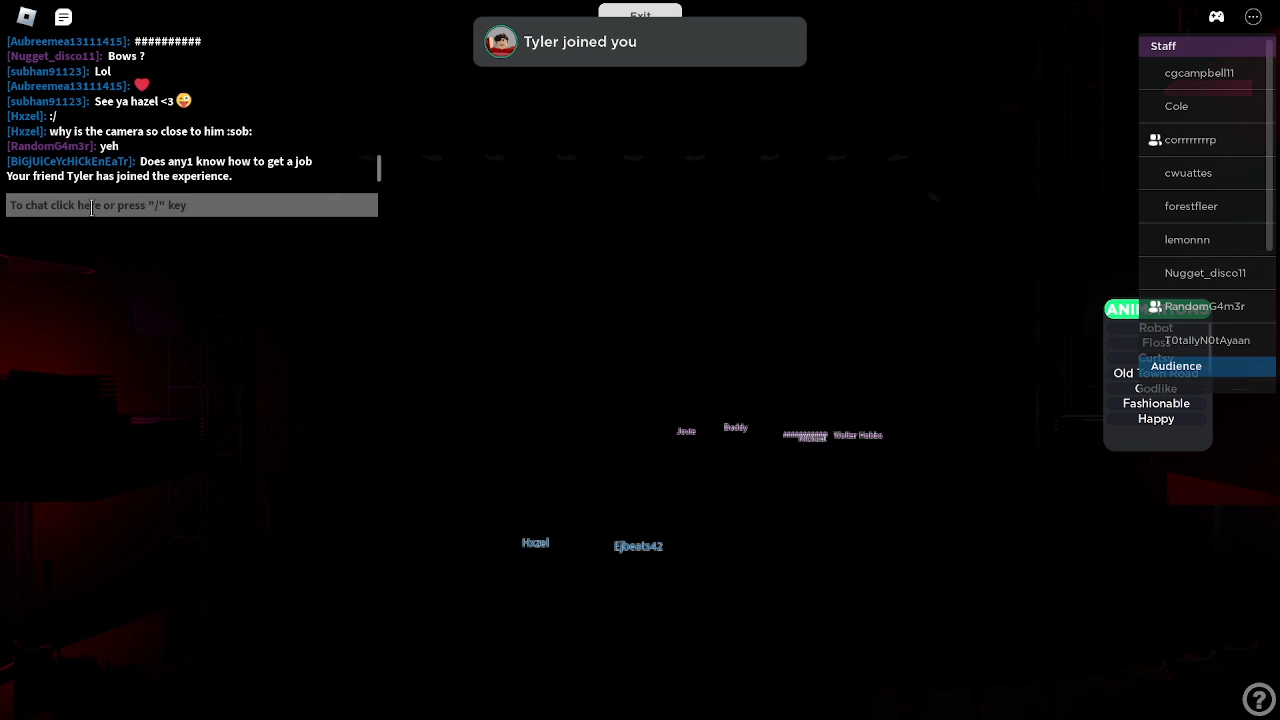 Exit
Tyler joined you
[Aubreemea13111415]: ##########
[Nugget_disco11]: Bows ?
[subhan91123]: Lol
[Aubreemea13111415]: ❤️
[subhan91123]: See ya hazel <3 😜
[Hxzel]: :/
[Hxzel]: why is the camera so close to him :sob:
[RandomG4m3r]: yeh
[BiGjUiCeYcHiCkEnEaTr]: Does any1 know how to get a job
Your friend Tyler has joined the experience.
To chat click here or press "/" key
Staff
cgcampbell11
Cole
corrrrrrrp
cwuattes
forestfleer
lemonnn
Nugget_disco11
RandomG4m3r
T0tallyN0tAyaan
Audience
Robot
Floss
Curtsy
Old Town Road
Godlike
Fashionable
Happy
Jovie
Buddy
Michael
Walter Hobbs
Hxzel
Ejbeats42
?